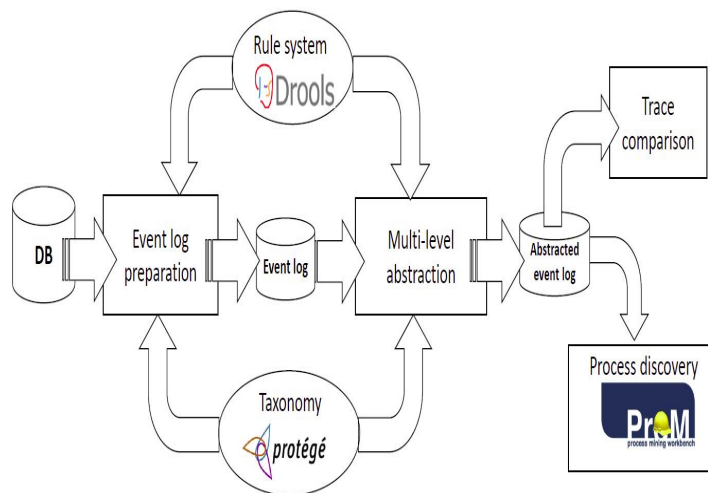 Rule system
Drools
Trace
comparison
DB
Event log
preparation
Event log
Multi-level
abstraction
Abstracted
event log
Taxonomy
protégé
Process discovery
PrOM
process mining workbench